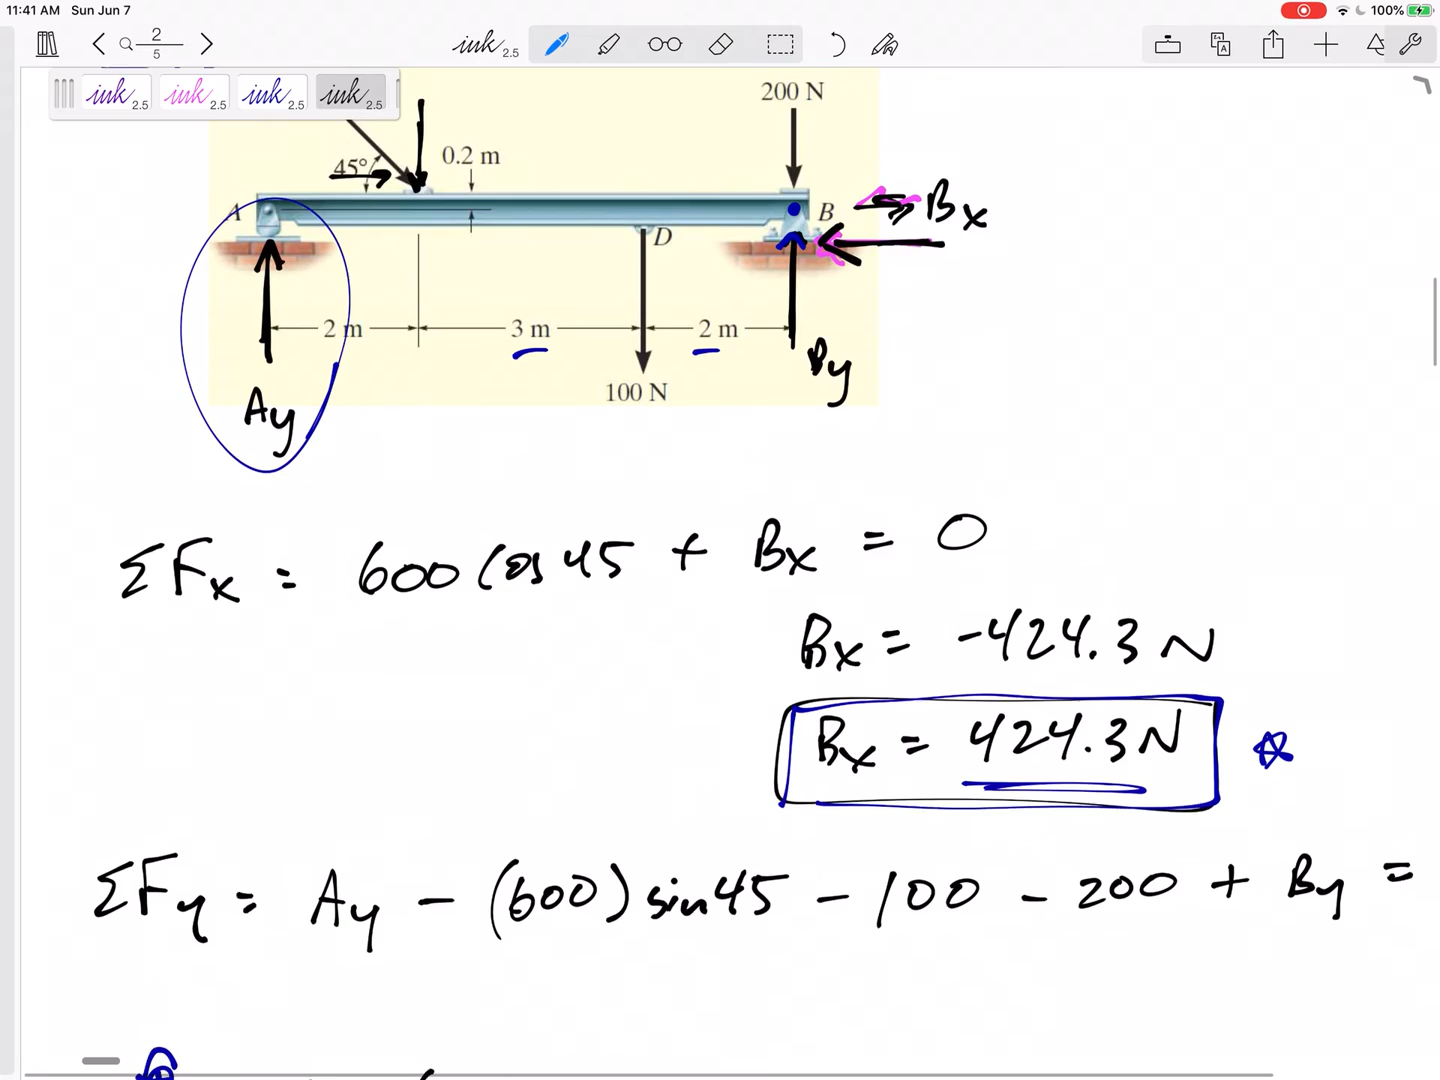 11:41 AM Sun Jun 7
100%
2
5
ink 2.5
ink 2.5 ink 2.5 ink 2.5 ink 2.5
200 N
45°
0.2 m
A
B
Bx
D
2 m
3 m
2 m
By
100 N
Ay
ΣFx = 600 cos 45 + Bx = 0
Bx = -424.3 N
Bx = 424.3 N
ΣFy = Ay - (600) sin 45 - 100 - 200 + By =